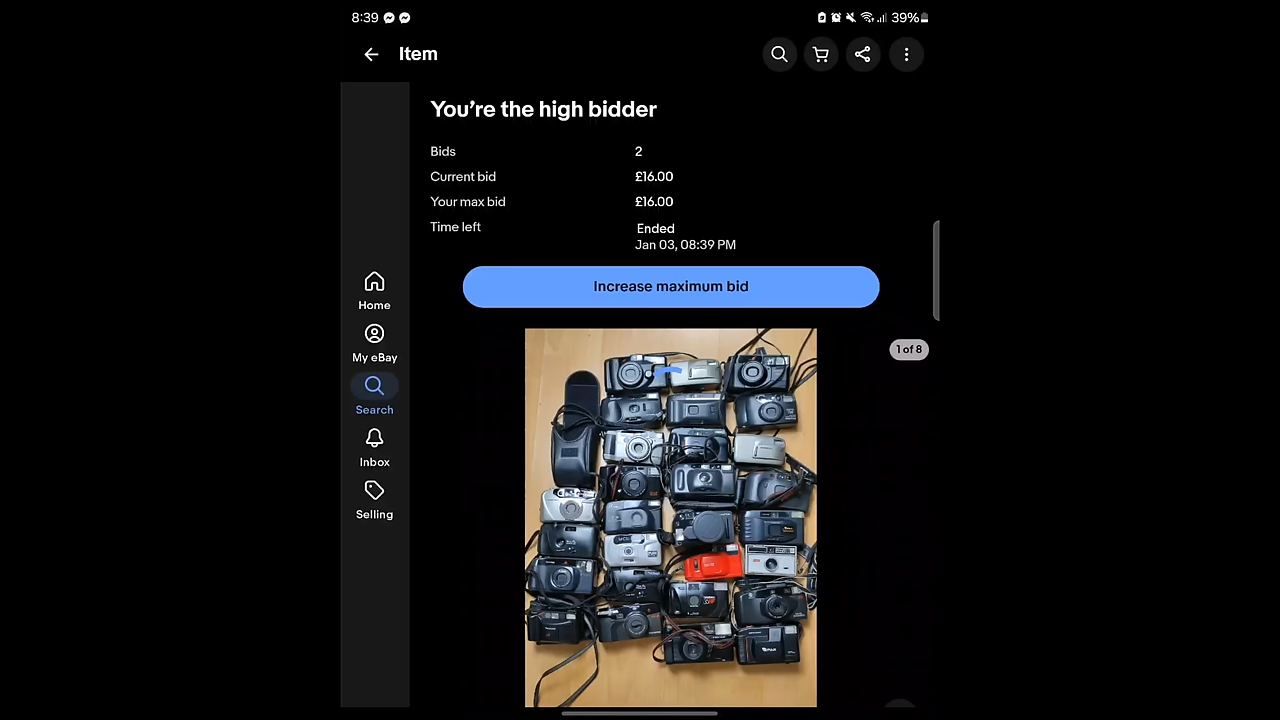 8:39
39%
Item
You're the high bidder
Bids 2
Current bid £16.00
Your max bid £16.00
Time left Ended
Jan 03, 08:39 PM
Increase maximum bid
1 of 8
Home
My eBay
Search
Inbox
Selling
FUJI